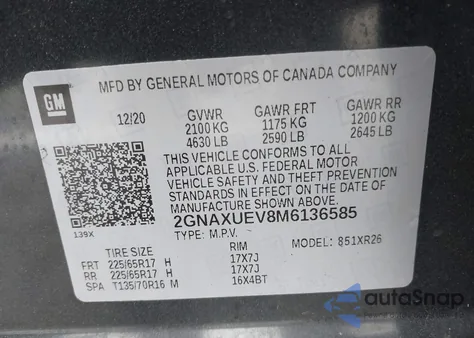 GM
MFD BY GENERAL MOTORS OF CANADA COMPANY
12/20 GVWR GAWR FRT GAWR RR
2100 KG 1175 KG 1200 KG
4630 LB 2590 LB 2645 LB
THIS VEHICLE CONFORMS TO ALL
APPLICABLE U.S. FEDERAL MOTOR
VEHICLE SAFETY AND THEFT PREVENTION
STANDARDS IN EFFECT ON THE DATE OF
MANUFACTURE SHOWN ABOVE.
2GNAXUEV8M6136585
139X TYPE: M.P.V. MODEL: 851XR26
TIRE SIZE RIM
FRT 225/65R17 H 17X7J
RR 225/65R17 H 17X7J
SPA T135/70R16 M 16X4BT
autoSnap